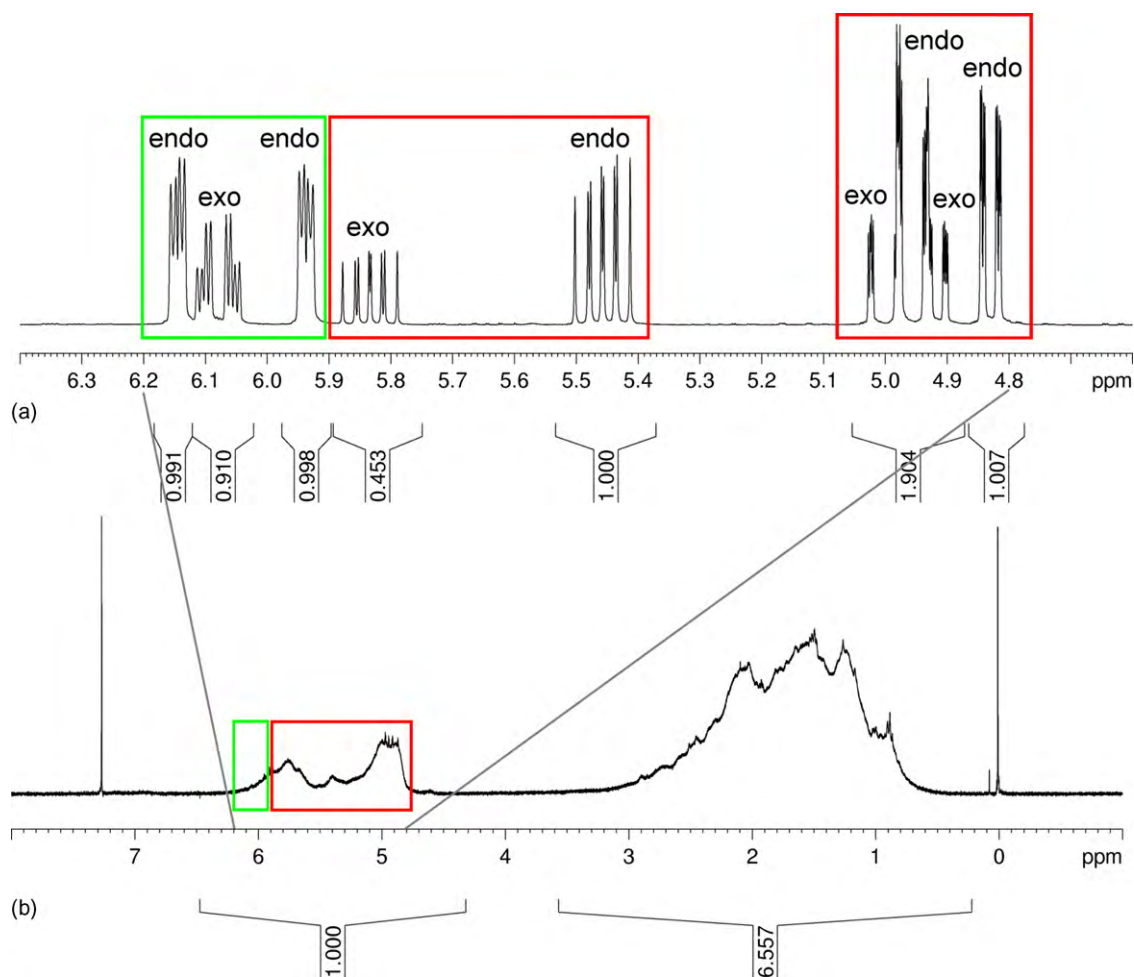 endo
endo
endo
endo
endo
exo
exo
exo
exo
6.3 6.2 6.1 6.0 5.9 5.8 5.7 5.6 5.5 5.4 5.3 5.2 5.1 5.0 4.9 4.8 ppm
(a)
0.991 0.910 0.998 0.453 1.000 1.904 1.007
7 6 5 4 3 2 1 0 ppm
(b)
1.000 6.557